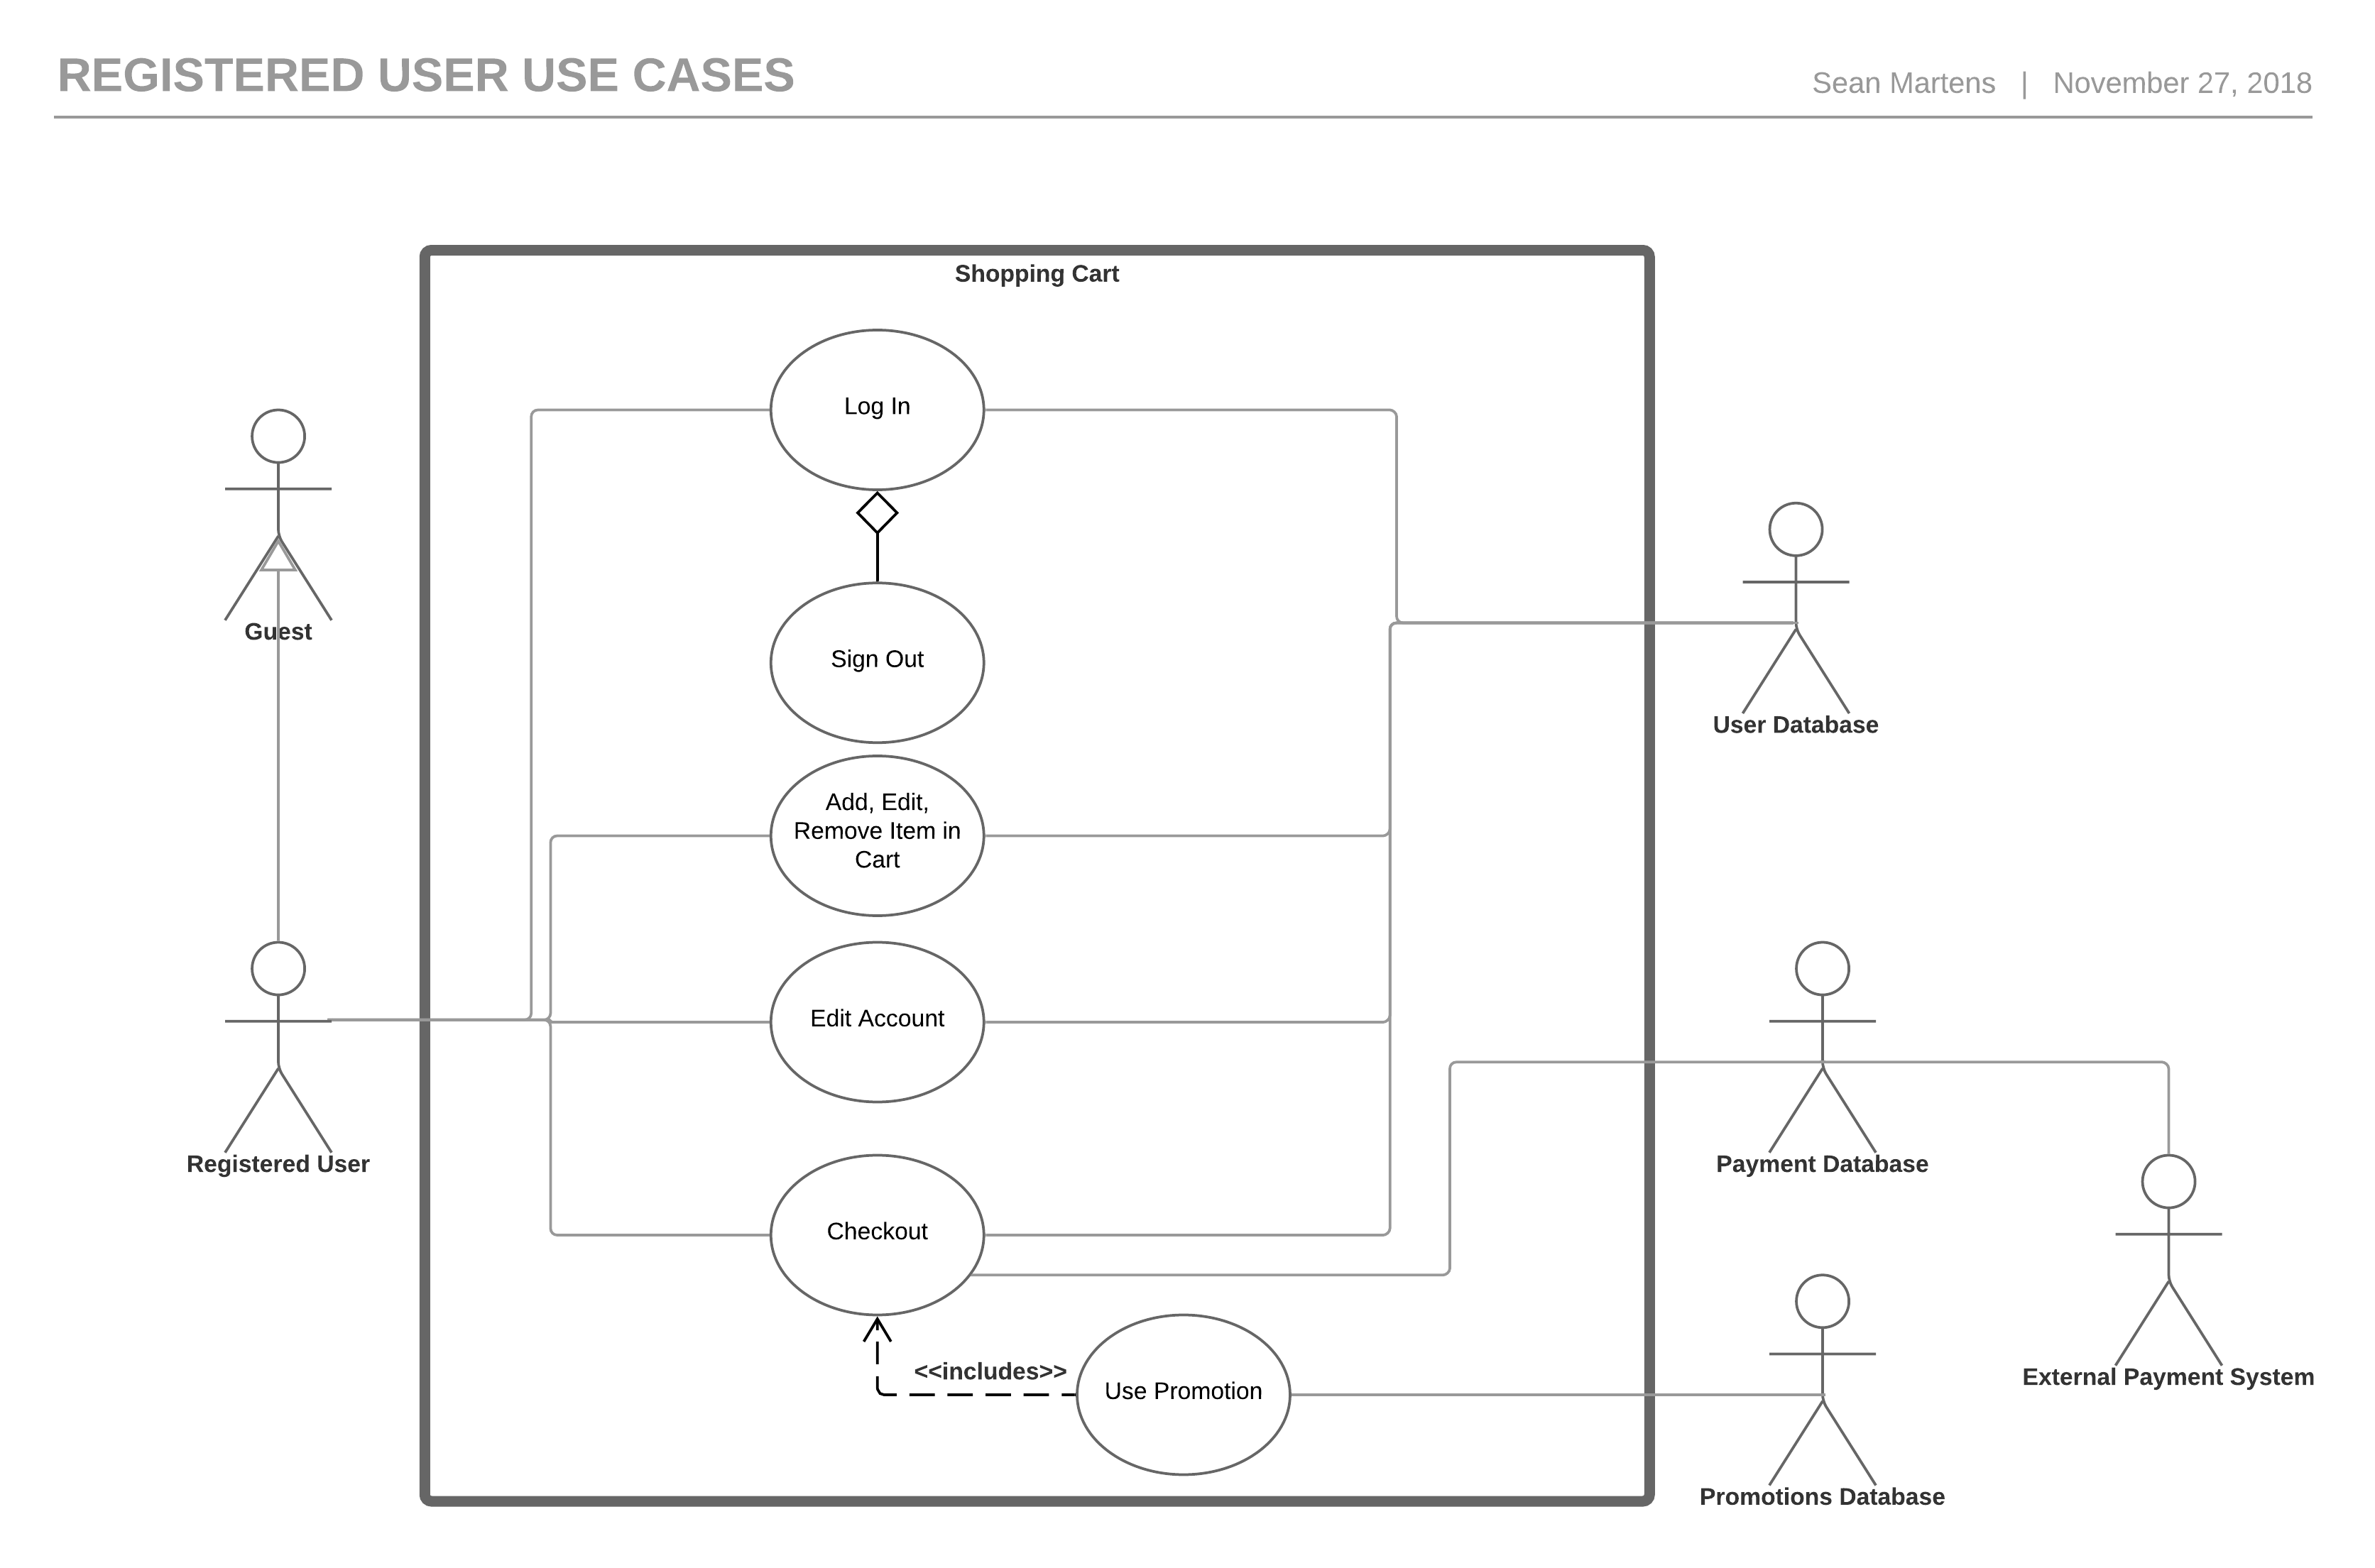 REGISTERED USER USE CASES
Sean Martens | November 27, 2018
Shopping Cart
Log In
Guest
Sign Out
User Database
Add, Edit,
Remove Item in
Cart
Edit Account
Registered User
Payment Database
Checkout
External Payment System
<<includes>>
Use Promotion
Promotions Database